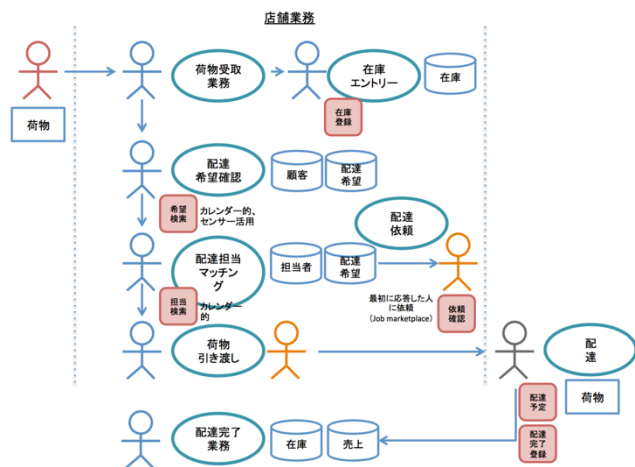 店舗業務
荷物
荷物受取
業務
在庫
エントリー
在庫
在庫
登録
配達
希望確認
顧客
配達
希望
希望
検索
カレンダー的、
センサー活用
配達
依頼
配達担当
マッチン
グ
担当者
配達
希望
担当
検索
カレンダー
的
最初に応答した人
に依頼
（Job marketplace）
依頼
確認
荷物
引き渡し
配
達
配達
予定
荷物
配達
完了
登録
配達完了
業務
在庫
売上